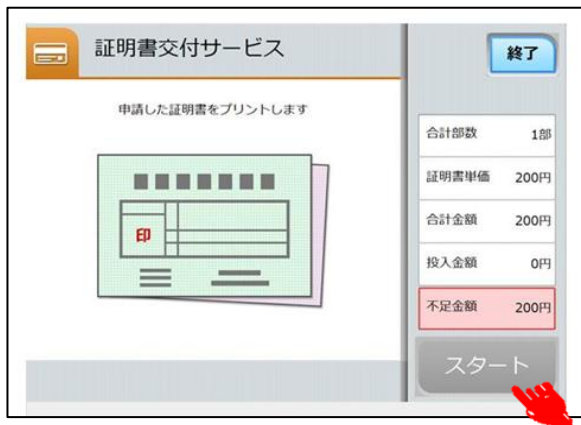 証明書交付サービス
終了
申請した証明書をプリントします
印
合計部数 1部
証明書単価 200円
合計金額 200円
投入金額 0円
不足金額 200円
スタート